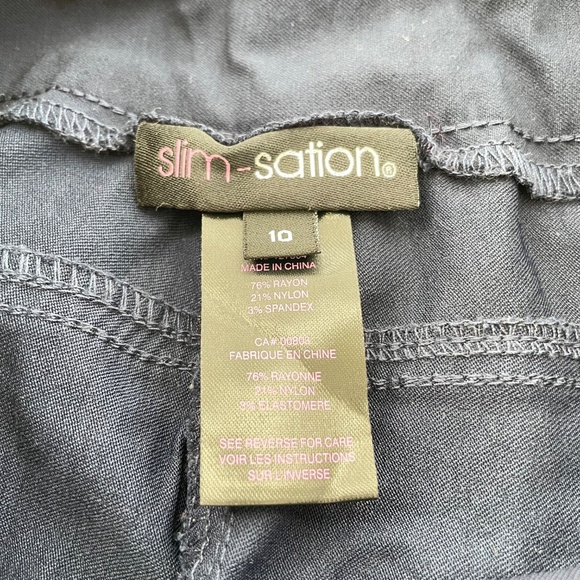 slim-sation®
10
MADE IN CHINA
76% RAYON
21% NYLON
3% SPANDEX
CA#
FABRIQUE EN CHINE
76% RAYONNE
21% NYLON
3% ELASTOMERE
SEE REVERSE FOR CARE
VOIR LES INSTRUCTIONS
SUR L'INVERSE